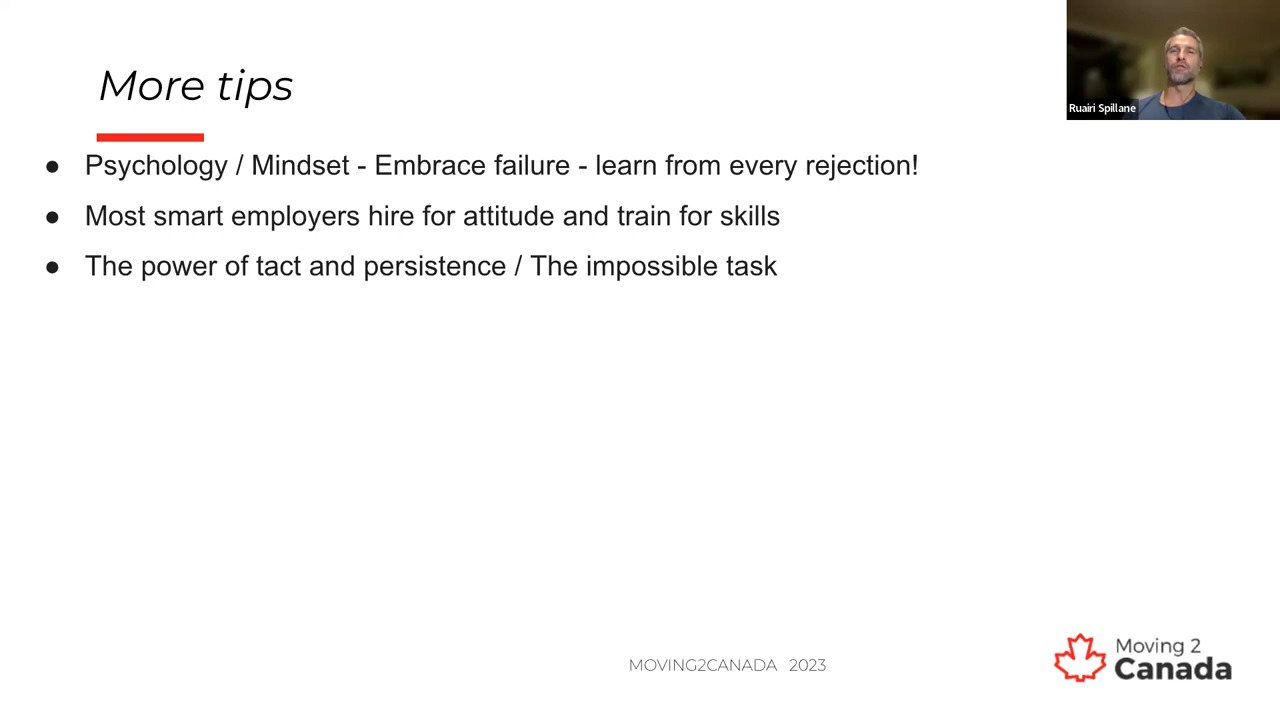 More tips
● Psychology / Mindset - Embrace failure - learn from every rejection!
● Most smart employers hire for attitude and train for skills
● The power of tact and persistence / The impossible task
Ruairi Spillane
MOVING2CANADA 2023
Moving 2
Canada